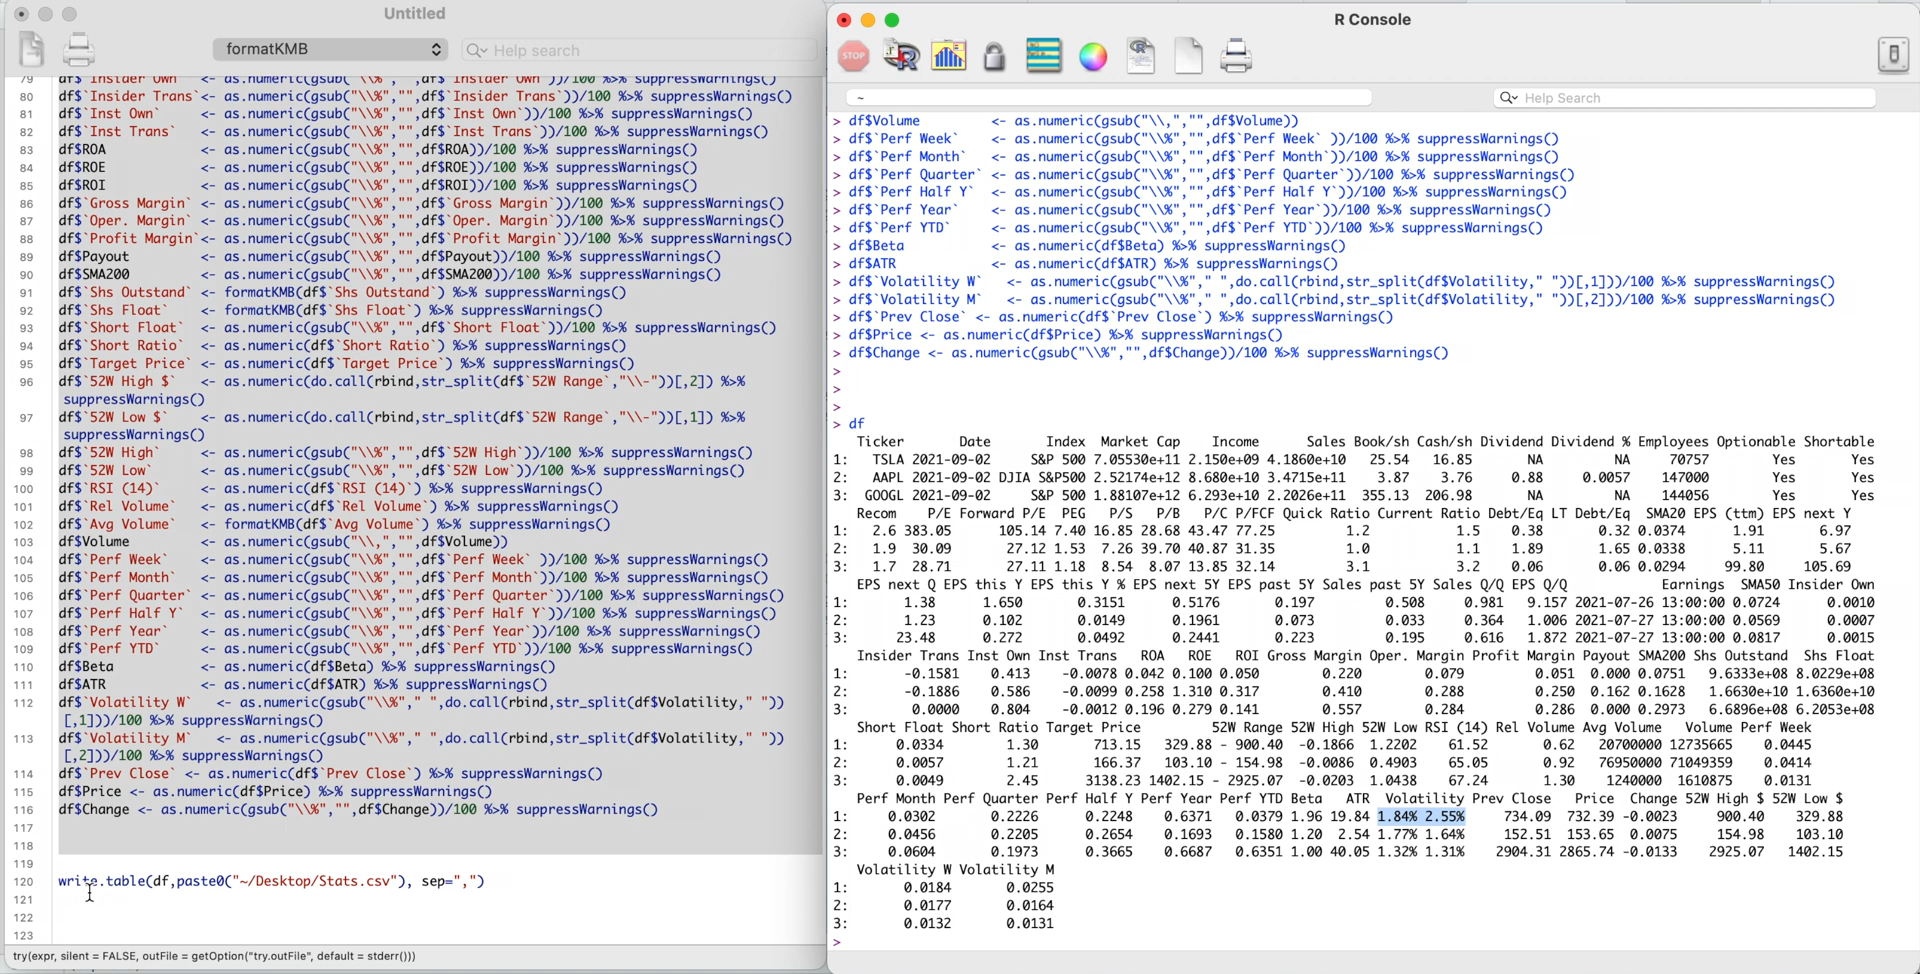 Untitled
formatKMB
Help search
79 df$`Insider Own` <- as.numeric(gsub("\\%","",df$`Insider Own`))/100 %>% suppressWarnings()
80 df$`Insider Trans`<- as.numeric(gsub("\\%","",df$`Insider Trans`))/100 %>% suppressWarnings()
81 df$`Inst Own` <- as.numeric(gsub("\\%","",df$`Inst Own`))/100 %>% suppressWarnings()
82 df$`Inst Trans` <- as.numeric(gsub("\\%","",df$`Inst Trans`))/100 %>% suppressWarnings()
83 df$ROA <- as.numeric(gsub("\\%","",df$ROA))/100 %>% suppressWarnings()
84 df$ROE <- as.numeric(gsub("\\%","",df$ROE))/100 %>% suppressWarnings()
85 df$ROI <- as.numeric(gsub("\\%","",df$ROI))/100 %>% suppressWarnings()
86 df$`Gross Margin` <- as.numeric(gsub("\\%","",df$`Gross Margin`))/100 %>% suppressWarnings()
87 df$`Oper. Margin` <- as.numeric(gsub("\\%","",df$`Oper. Margin`))/100 %>% suppressWarnings()
88 df$`Profit Margin`<- as.numeric(gsub("\\%","",df$`Profit Margin`))/100 %>% suppressWarnings()
89 df$Payout <- as.numeric(gsub("\\%","",df$Payout))/100 %>% suppressWarnings()
90 df$SMA200 <- as.numeric(gsub("\\%","",df$SMA200))/100 %>% suppressWarnings()
91 df$`Shs Outstand` <- formatKMB(df$`Shs Outstand`) %>% suppressWarnings()
92 df$`Shs Float` <- formatKMB(df$`Shs Float`) %>% suppressWarnings()
93 df$`Short Float` <- as.numeric(gsub("\\%","",df$`Short Float`))/100 %>% suppressWarnings()
94 df$`Short Ratio` <- as.numeric(df$`Short Ratio`) %>% suppressWarnings()
95 df$`Target Price` <- as.numeric(df$`Target Price`) %>% suppressWarnings()
96 df$`52W High $` <- as.numeric(do.call(rbind,str_split(df$`52W Range`,"\\-"))[,2]) %>%
suppressWarnings()
97 df$`52W Low $` <- as.numeric(do.call(rbind,str_split(df$`52W Range`,"\\-"))[,1]) %>%
suppressWarnings()
98 df$`52W High` <- as.numeric(gsub("\\%","",df$`52W High`))/100 %>% suppressWarnings()
99 df$`52W Low` <- as.numeric(gsub("\\%","",df$`52W Low`))/100 %>% suppressWarnings()
100 df$`RSI (14)` <- as.numeric(df$`RSI (14)`) %>% suppressWarnings()
101 df$`Rel Volume` <- as.numeric(df$`Rel Volume`) %>% suppressWarnings()
102 df$`Avg Volume` <- formatKMB(df$`Avg Volume`) %>% suppressWarnings()
103 df$Volume <- as.numeric(gsub("\\,","",df$Volume))
104 df$`Perf Week` <- as.numeric(gsub("\\%","",df$`Perf Week` ))/100 %>% suppressWarnings()
105 df$`Perf Month` <- as.numeric(gsub("\\%","",df$`Perf Month`))/100 %>% suppressWarnings()
106 df$`Perf Quarter` <- as.numeric(gsub("\\%","",df$`Perf Quarter`))/100 %>% suppressWarnings()
107 df$`Perf Half Y` <- as.numeric(gsub("\\%","",df$`Perf Half Y`))/100 %>% suppressWarnings()
108 df$`Perf Year` <- as.numeric(gsub("\\%","",df$`Perf Year`))/100 %>% suppressWarnings()
109 df$`Perf YTD` <- as.numeric(gsub("\\%","",df$`Perf YTD`))/100 %>% suppressWarnings()
110 df$Beta <- as.numeric(df$Beta) %>% suppressWarnings()
111 df$ATR <- as.numeric(df$ATR) %>% suppressWarnings()
112 df$`Volatility W` <- as.numeric(gsub("\\%"," ",do.call(rbind,str_split(df$Volatility," "))
[,1]))/100 %>% suppressWarnings()
113 df$`Volatility M` <- as.numeric(gsub("\\%"," ",do.call(rbind,str_split(df$Volatility," "))
[,2]))/100 %>% suppressWarnings()
114 df$`Prev Close` <- as.numeric(df$`Prev Close`) %>% suppressWarnings()
115 df$Price <- as.numeric(df$Price) %>% suppressWarnings()
116 df$Change <- as.numeric(gsub("\\%","",df$Change))/100 %>% suppressWarnings()
117
118
119
120 write.table(df,paste0("~/Desktop/Stats.csv"), sep=",")
121
122
123
try(expr, silent = FALSE, outFile = getOption("try.outFile", default = stderr()))
R Console
STOP
~
Help Search
> df$Volume <- as.numeric(gsub("\\,","",df$Volume))
> df$`Perf Week` <- as.numeric(gsub("\\%","",df$`Perf Week` ))/100 %>% suppressWarnings()
> df$`Perf Month` <- as.numeric(gsub("\\%","",df$`Perf Month`))/100 %>% suppressWarnings()
> df$`Perf Quarter` <- as.numeric(gsub("\\%","",df$`Perf Quarter`))/100 %>% suppressWarnings()
> df$`Perf Half Y` <- as.numeric(gsub("\\%","",df$`Perf Half Y`))/100 %>% suppressWarnings()
> df$`Perf Year` <- as.numeric(gsub("\\%","",df$`Perf Year`))/100 %>% suppressWarnings()
> df$`Perf YTD` <- as.numeric(gsub("\\%","",df$`Perf YTD`))/100 %>% suppressWarnings()
> df$Beta <- as.numeric(df$Beta) %>% suppressWarnings()
> df$ATR <- as.numeric(df$ATR) %>% suppressWarnings()
> df$`Volatility W` <- as.numeric(gsub("\\%"," ",do.call(rbind,str_split(df$Volatility," "))[,1]))/100 %>% suppressWarnings()
> df$`Volatility M` <- as.numeric(gsub("\\%"," ",do.call(rbind,str_split(df$Volatility," "))[,2]))/100 %>% suppressWarnings()
> df$`Prev Close` <- as.numeric(df$`Prev Close`) %>% suppressWarnings()
> df$Price <- as.numeric(df$Price) %>% suppressWarnings()
> df$Change <- as.numeric(gsub("\\%","",df$Change))/100 %>% suppressWarnings()
>
>
>
> df
Ticker Date Index Market Cap Income Sales Book/sh Cash/sh Dividend Dividend % Employees Optionable Shortable
1: TSLA 2021-09-02 S&P 500 7.05530e+11 2.150e+09 4.1860e+10 25.54 16.85 NA NA 70757 Yes Yes
2: AAPL 2021-09-02 DJIA S&P500 2.52174e+12 8.680e+10 3.4715e+11 3.87 3.76 0.88 0.0057 147000 Yes Yes
3: GOOGL 2021-09-02 S&P 500 1.88107e+12 6.293e+10 2.2026e+11 355.13 206.98 NA NA 144056 Yes Yes
Recom P/E Forward P/E PEG P/S P/B P/C P/FCF Quick Ratio Current Ratio Debt/Eq LT Debt/Eq SMA20 EPS (ttm) EPS next Y
1: 2.6 383.05 105.14 7.40 16.85 28.68 43.47 77.25 1.2 1.5 0.38 0.32 0.0374 1.91 6.97
2: 1.9 30.09 27.12 1.53 7.26 39.70 40.87 31.35 1.0 1.1 1.89 1.65 0.0338 5.11 5.67
3: 1.7 28.71 27.11 1.18 8.54 8.07 13.85 32.14 3.1 3.2 0.06 0.06 0.0294 99.80 105.69
EPS next Q EPS this Y EPS this Y % EPS next 5Y EPS past 5Y Sales past 5Y Sales Q/Q EPS Q/Q Earnings SMA50 Insider Own
1: 1.38 1.650 0.3151 0.5176 0.197 0.508 0.981 9.157 2021-07-26 13:00:00 0.0724 0.0010
2: 1.23 0.102 0.0149 0.1961 0.073 0.033 0.364 1.006 2021-07-27 13:00:00 0.0569 0.0007
3: 23.48 0.272 0.0492 0.2441 0.223 0.195 0.616 1.872 2021-07-27 13:00:00 0.0817 0.0015
Insider Trans Inst Own Inst Trans ROA ROE ROI Gross Margin Oper. Margin Profit Margin Payout SMA200 Shs Outstand Shs Float
1: -0.1581 0.413 -0.0078 0.042 0.100 0.050 0.220 0.079 0.051 0.000 0.0751 9.6333e+08 8.0229e+08
2: -0.1886 0.586 -0.0099 0.258 1.310 0.317 0.410 0.288 0.250 0.162 0.1628 1.6630e+10 1.6360e+10
3: 0.0000 0.804 -0.0012 0.196 0.279 0.141 0.557 0.284 0.286 0.000 0.2973 6.6896e+08 6.2053e+08
Short Float Short Ratio Target Price 52W Range 52W High 52W Low RSI (14) Rel Volume Avg Volume Volume Perf Week
1: 0.0334 1.30 713.15 329.88 - 900.40 -0.1866 1.2202 61.52 0.62 20700000 12735665 0.0445
2: 0.0057 1.21 166.37 103.10 - 154.98 -0.0086 0.4903 65.05 0.92 76950000 71049359 0.0414
3: 0.0049 2.45 3138.23 1402.15 - 2925.07 -0.0203 1.0438 67.24 1.30 1240000 1610875 0.0131
Perf Month Perf Quarter Perf Half Y Perf Year Perf YTD Beta ATR Volatility Prev Close Price Change 52W High $ 52W Low $
1: 0.0302 0.2226 0.2248 0.6371 0.0379 1.96 19.84 1.84% 2.55% 734.09 732.39 -0.0023 900.40 329.88
2: 0.0456 0.2205 0.2654 0.1693 0.1580 1.20 2.54 1.77% 1.64% 152.51 153.65 0.0075 154.98 103.10
3: 0.0604 0.1973 0.3665 0.6687 0.6351 1.00 40.05 1.32% 1.31% 2904.31 2865.74 -0.0133 2925.07 1402.15
Volatility W Volatility M
1: 0.0184 0.0255
2: 0.0177 0.0164
3: 0.0132 0.0131
>